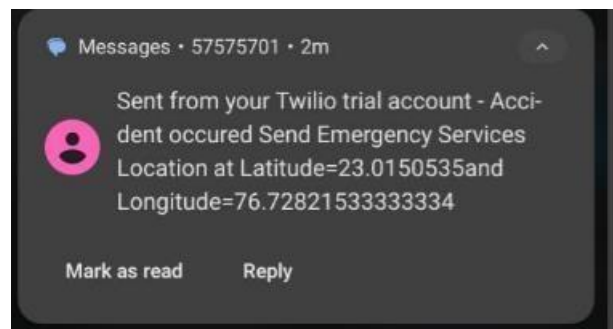 Messages • 57575701 • 2m
Sent from your Twilio trial account - Acci-
dent occured Send Emergency Services
Location at Latitude=23.0150535and
Longitude=76.72821533333334
Mark as read Reply